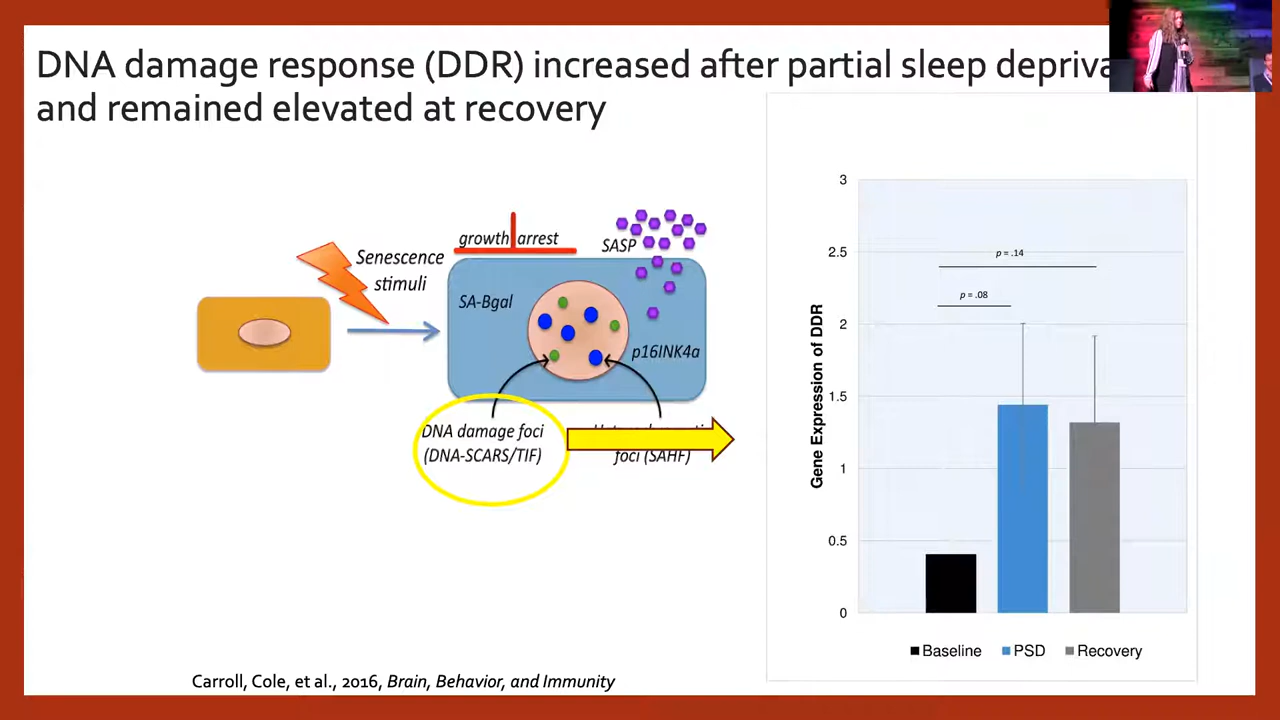 DNA damage response (DDR) increased after partial sleep
and remained elevated at recovery
growth arrest
SASP
Senescence
stimuli
SA-Bgal
p16INK4a
DNA damage foci
(DNA-SCARS/TIF)
foci (SAHF)
3
2.5
2
1.5
1
0.5
0
Gene Expression of DDR
p = .14
p = .08
Baseline
PSD
Recovery
Carroll, Cole, et al., 2016, Brain, Behavior, and Immunity